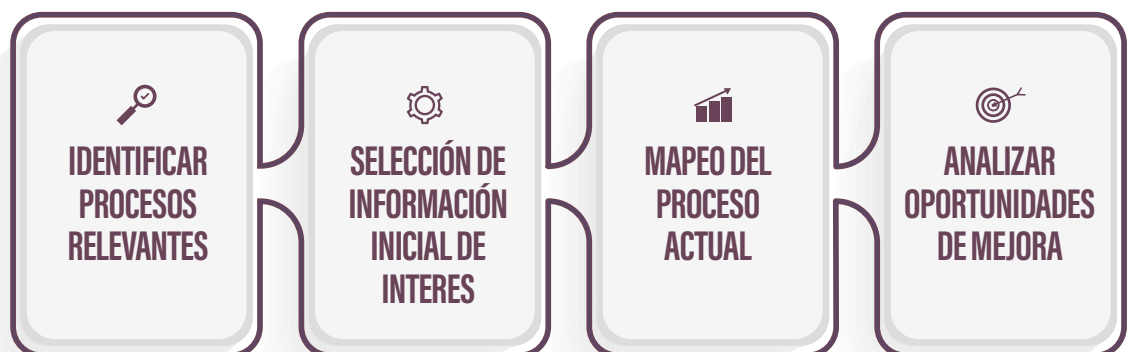 IDENTIFICAR
PROCESOS
RELEVANTES
SELECCIÓN DE
INFORMACIÓN
INICIAL DE
INTERES
MAPEO DEL
PROCESO
ACTUAL
ANALIZAR
OPORTUNIDADES
DE MEJORA